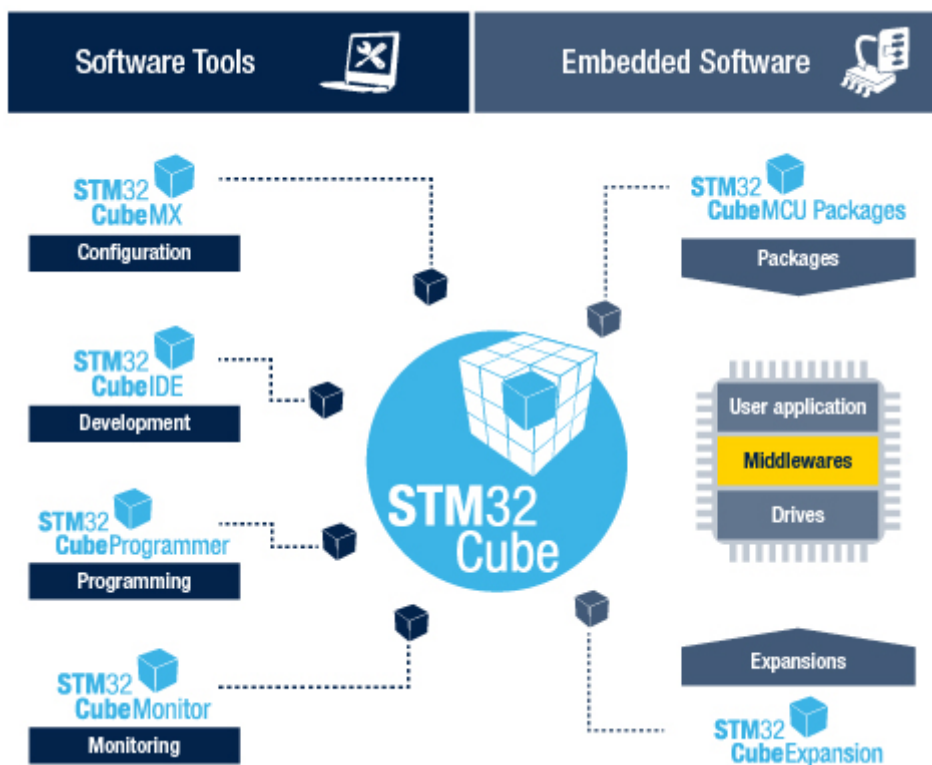 Software Tools
Embedded Software
STM32
CubeMX
Configuration
STM32
CubeIDE
Development
STM32
CubeProgrammer
Programming
STM32
CubeMonitor
Monitoring
STM32
Cube
STM32
CubeMCU Packages
Packages
User application
Middlewares
Drives
Expansions
STM32
CubeExpansion